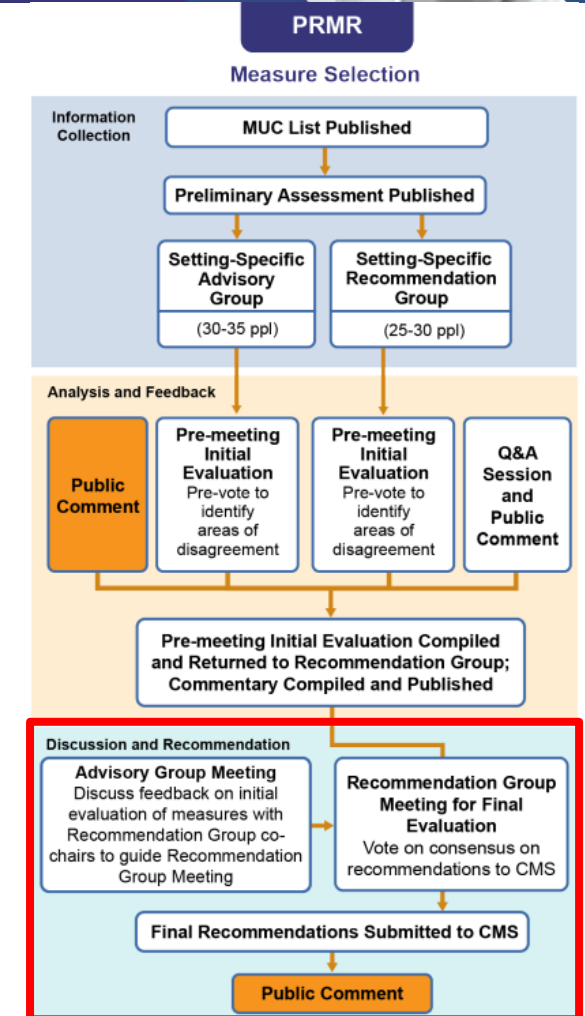 PRMR
Measure Selection
Information
Collection
MUC List Published
Preliminary Assessment Published
Setting-Specific
Advisory
Group
(30-35 ppl)
Setting-Specific
Recommendation
Group
(25-30 ppl)
Analysis and Feedback
Public
Comment
Pre-meeting
Initial
Evaluation
Pre-vote to
identify
areas of
disagreement
Pre-meeting
Initial
Evaluation
Pre-vote to
identify
areas of
disagreement
Q&A
Session
and
Public
Comment
Pre-meeting Initial Evaluation Compiled
and Returned to Recommendation Group;
Commentary Compiled and Published
Discussion and Recommendation
Advisory Group Meeting
Discuss feedback on initial
evaluation of measures with
Recommendation Group co-
chairs to guide Recommendation
Group Meeting
Recommendation Group
Meeting for Final
Evaluation
Vote on consensus on
recommendations to CMS
Final Recommendations Submitted to CMS
Public Comment